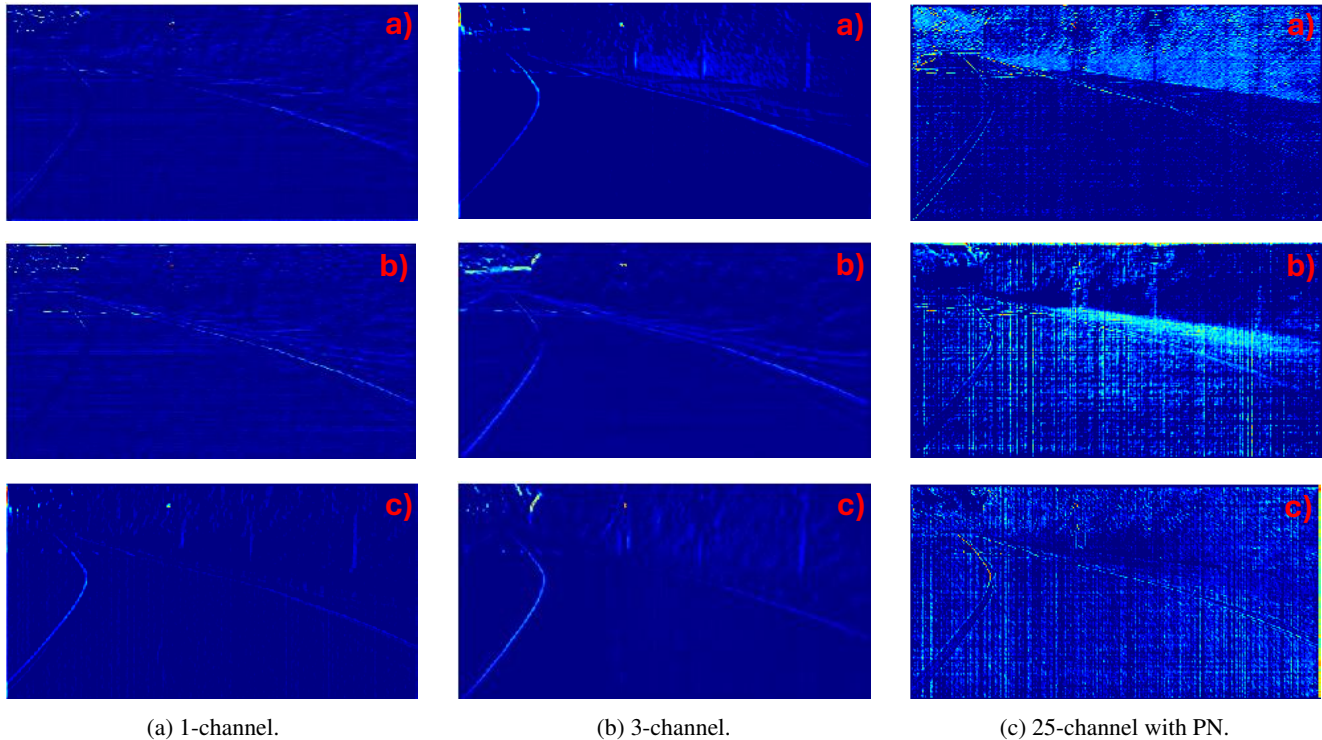 a) a) a)
b) b) b)
c) c) c)
(a) 1-channel. (b) 3-channel. (c) 25-channel with PN.